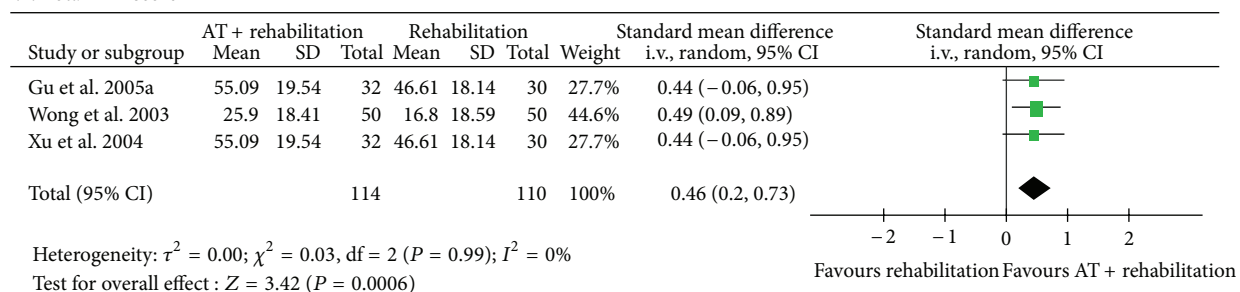 AT + rehabilitation Rehabilitation Standard mean difference Standard mean difference
Study or subgroup Mean SD Total Mean SD Total Weight i.v., random, 95% CI i.v., random, 95% CI
Gu et al. 2005a 55.09 19.54 32 46.61 18.14 30 27.7% 0.44 (−0.06, 0.95)
Wong et al. 2003 25.9 18.41 50 16.8 18.59 50 44.6% 0.49 (0.09, 0.89)
Xu et al. 2004 55.09 19.54 32 46.61 18.14 30 27.7% 0.44 (−0.06, 0.95)
Total (95% CI) 114 110 100% 0.46 (0.2, 0.73)
−2 −1 0 1 2
Heterogeneity: τ² = 0.00; χ² = 0.03, df = 2 (P = 0.99); I² = 0%
Favours rehabilitation Favours AT + rehabilitation
Test for overall effect : Z = 3.42 (P = 0.0006)